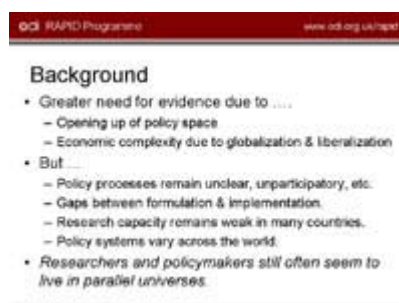 odi RAPID Programme
www.odi.org.uk/rapid
Background
• Greater need for evidence due to ….
– Opening up of policy space
– Economic complexity due to globalization & liberalization
• But …
– Policy processes remain unclear, unparticipatory, etc.
– Gaps between formulation & implementation.
– Research capacity remains weak in many countries.
– Policy systems vary across the world.
• Researchers and policymakers still often seem to
live in parallel universes.